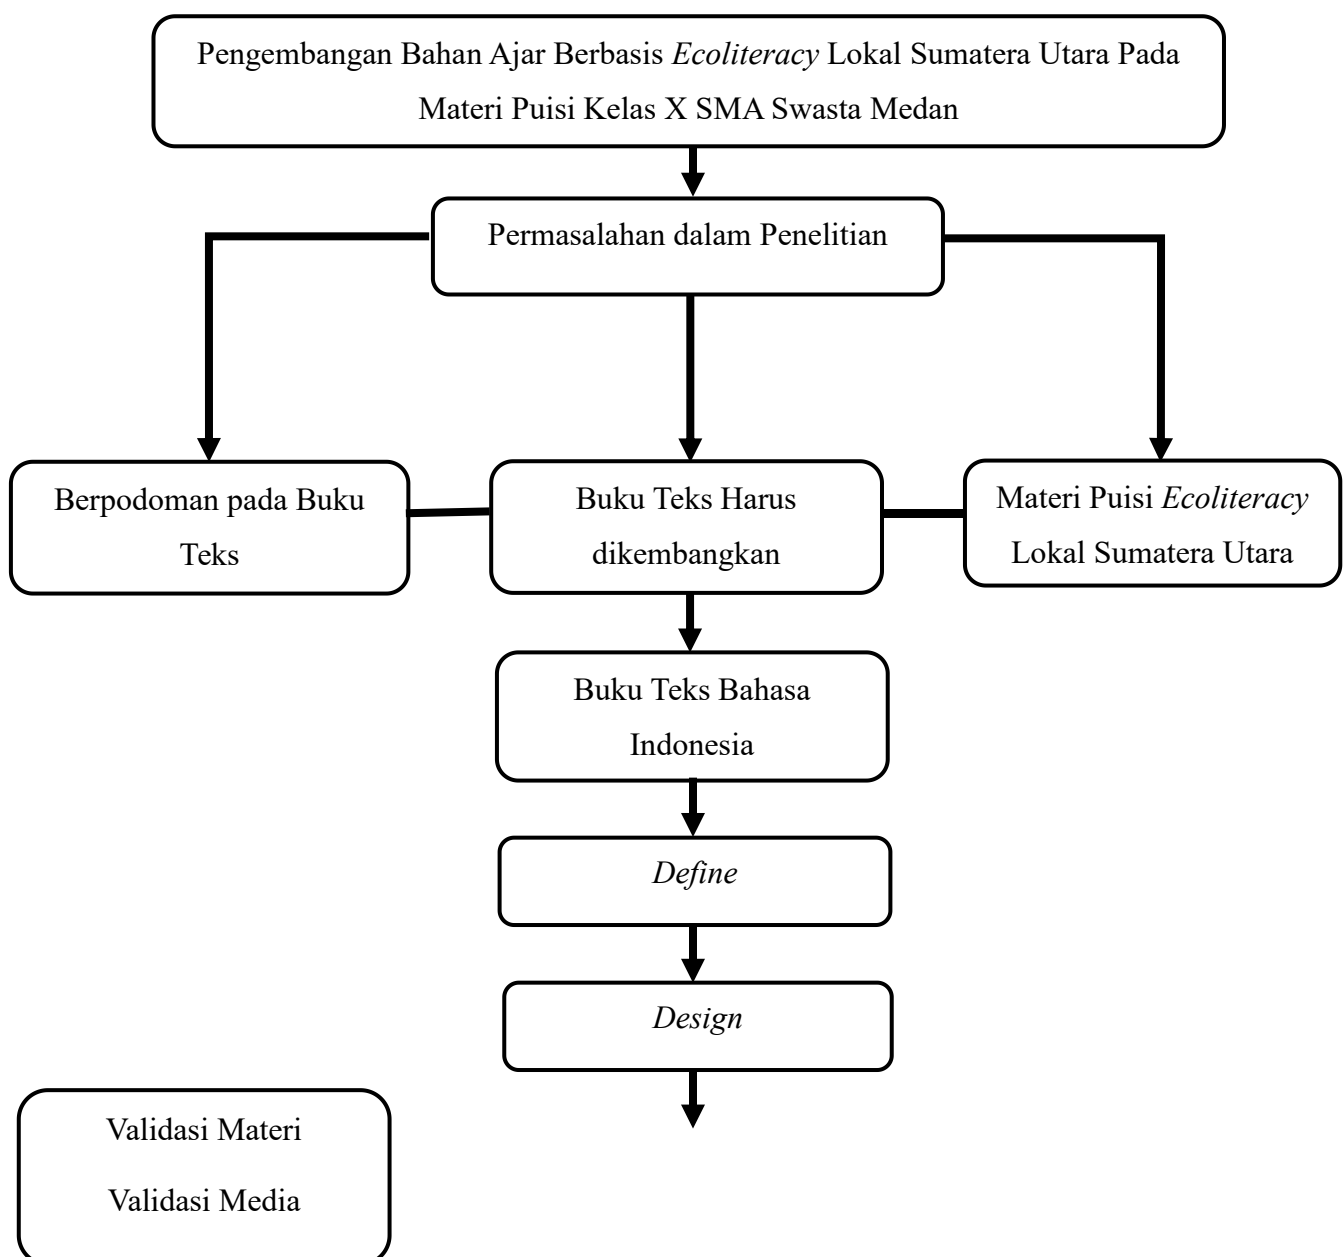 Pengembangan Bahan Ajar Berbasis Ecoliteracy Lokal Sumatera Utara Pada
Materi Puisi Kelas X SMA Swasta Medan
Permasalahan dalam Penelitian
Berpodoman pada Buku
Teks
Buku Teks Harus
dikembangkan
Materi Puisi Ecoliteracy
Lokal Sumatera Utara
Buku Teks Bahasa
Indonesia
Define
Design
Validasi Materi
Validasi Media